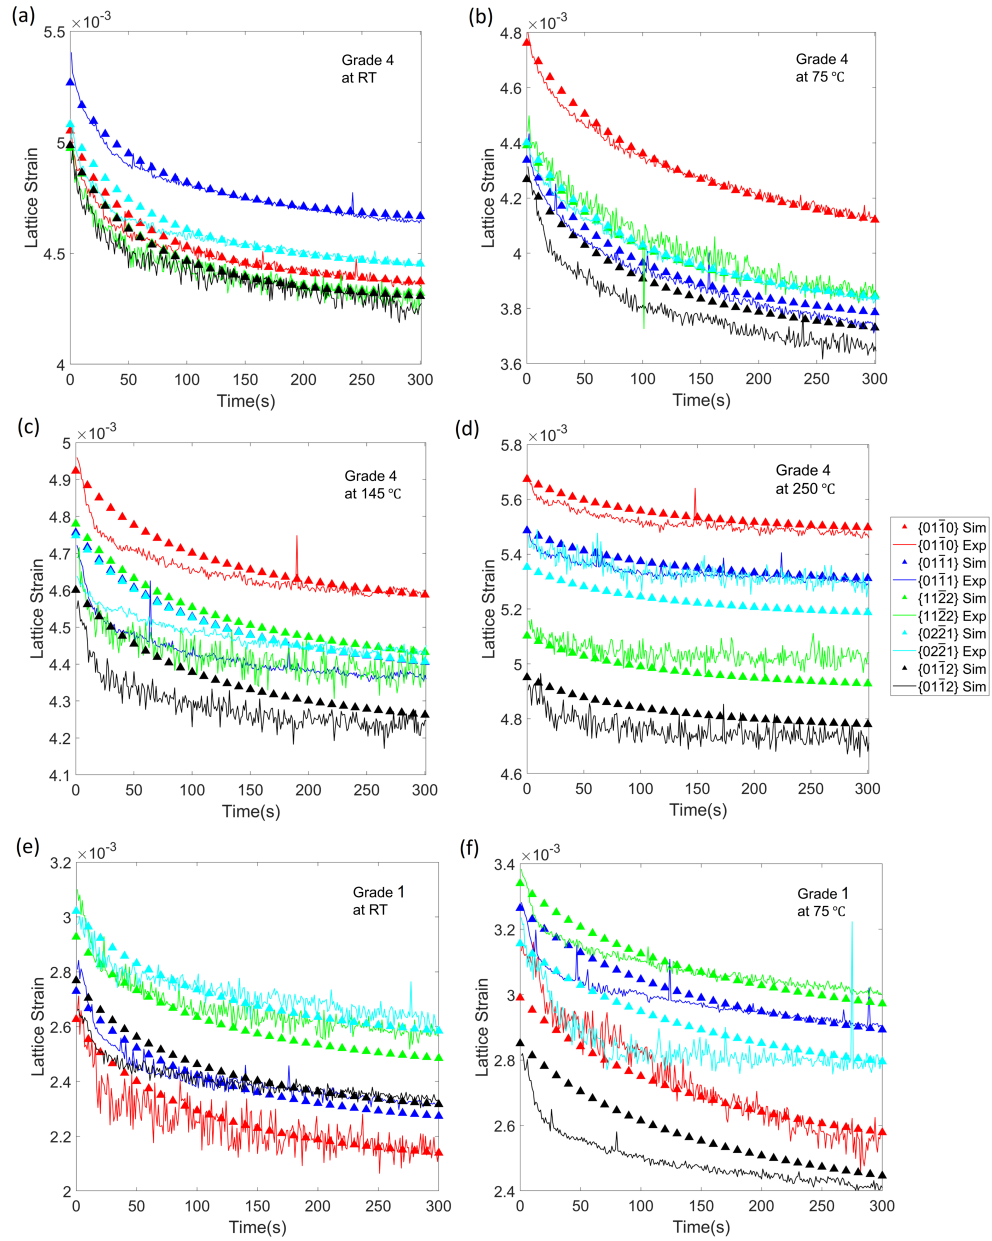 (a)
×10⁻³
5.5
5
4.5
4
Lattice Strain
Grade 4
at RT
0 50 100 150 200 250 300
Time(s)
(b)
×10⁻³
4.8
4.6
4.4
4.2
4
3.8
3.6
Lattice Strain
Grade 4
at 75 ℃
0 50 100 150 200 250 300
Time(s)
(c)
×10⁻³
5
4.9
4.8
4.7
4.6
4.5
4.4
4.3
4.2
4.1
Lattice Strain
Grade 4
at 145 ℃
0 50 100 150 200 250 300
Time(s)
(d)
×10⁻³
5.8
5.6
5.4
5.2
5
4.8
4.6
Lattice Strain
Grade 4
at 250 ℃
0 50 100 150 200 250 300
Time(s)
{011̅0} Sim
{011̅0} Exp
{011̅1} Sim
{011̅1} Exp
{112̅2} Sim
{112̅2} Exp
{022̅1} Sim
{022̅1} Exp
{011̅2} Sim
{011̅2} Exp
(e)
×10⁻³
3.2
3
2.8
2.6
2.4
2.2
2
Lattice Strain
Grade 1
at RT
0 50 100 150 200 250 300
Time(s)
(f)
×10⁻³
3.4
3.2
3
2.8
2.6
2.4
Lattice Strain
Grade 1
at 75 ℃
0 50 100 150 200 250 300
Time(s)